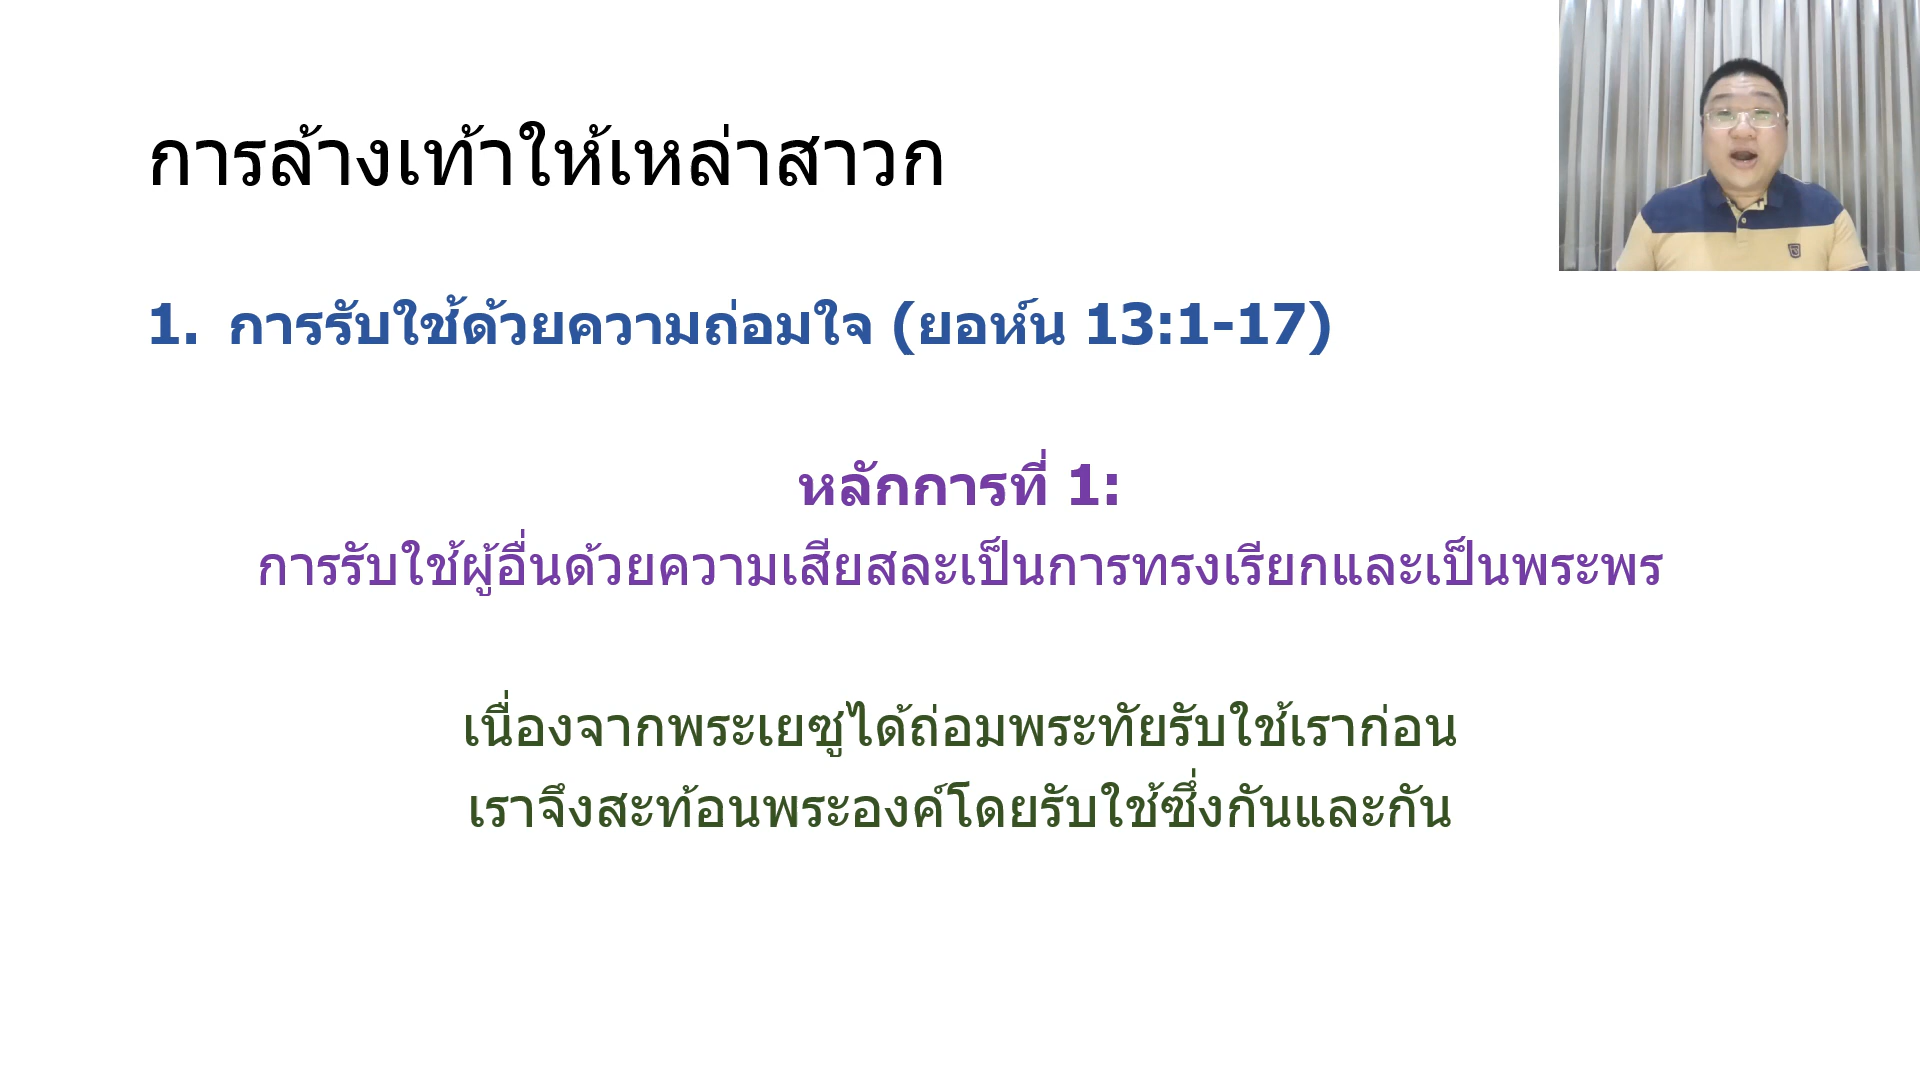 การล้างเท้าให้เหล่าสาวก
1. การรับใช้ด้วยความถ่อมใจ (ยอห์น 13:1-17)
หลักการที่ 1:
การรับใช้ผู้อื่นด้วยความเสียสละเป็นการทรงเรียกและเป็นพระพร
เนื่องจากพระเยซูได้ถ่อมพระทัยรับใช้เราก่อน
เราจึงสะท้อนพระองค์โดยรับใช้ซึ่งกันและกัน